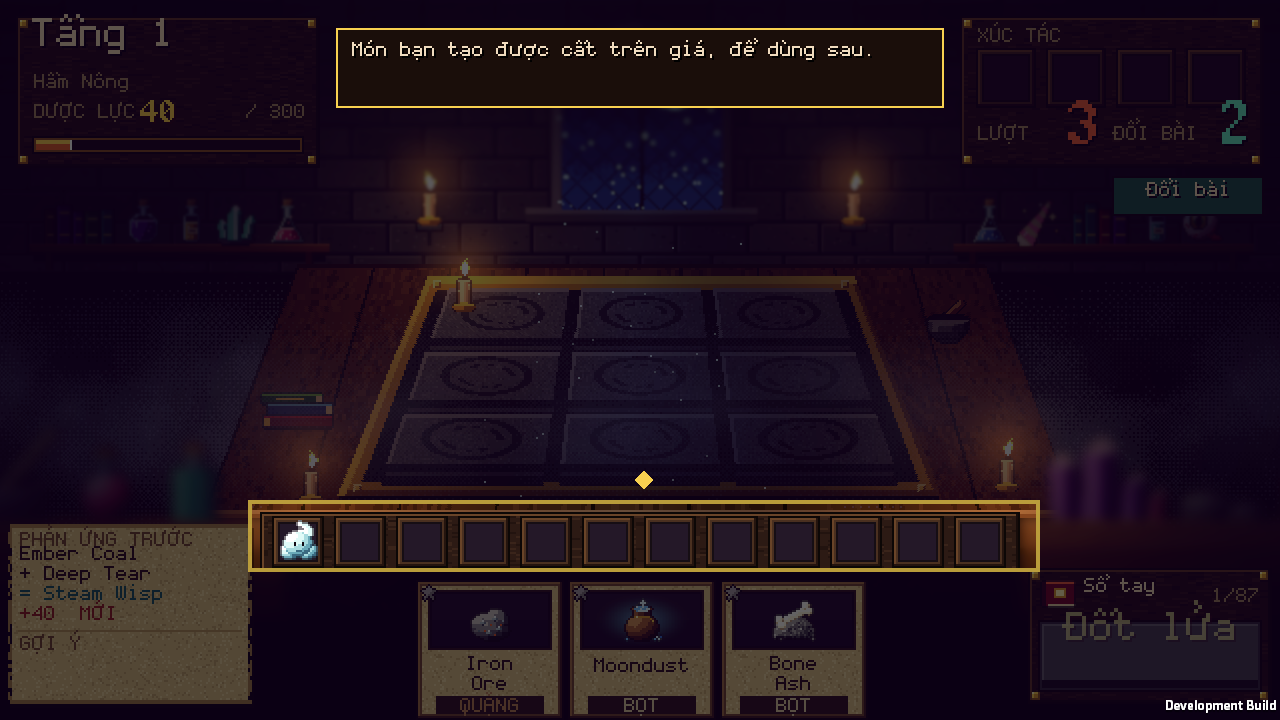 Tầng 1
Hầm Nông
DƯỢC LỰC 40 / 300
Món bạn tạo được cất trên giá, để dùng sau.
XÚC TÁC
LƯỢT 3 ĐỔI BÀI 2
Đổi bài
PHẢN ỨNG TRƯỚC
Ember Coal
+ Deep Tear
= Steam Wisp
+40 MỚI
GỢI Ý
Iron
Ore
QUẶNG
Moondust
BỘT
Bone
Ash
BỘT
Sổ tay
1/87
Đốt lửa
Development Build